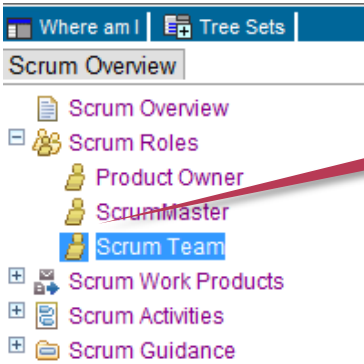 Where am I Tree Sets
Scrum Overview
Scrum Overview
Scrum Roles
Product Owner
ScrumMaster
Scrum Team
Scrum Work Products
Scrum Activities
Scrum Guidance